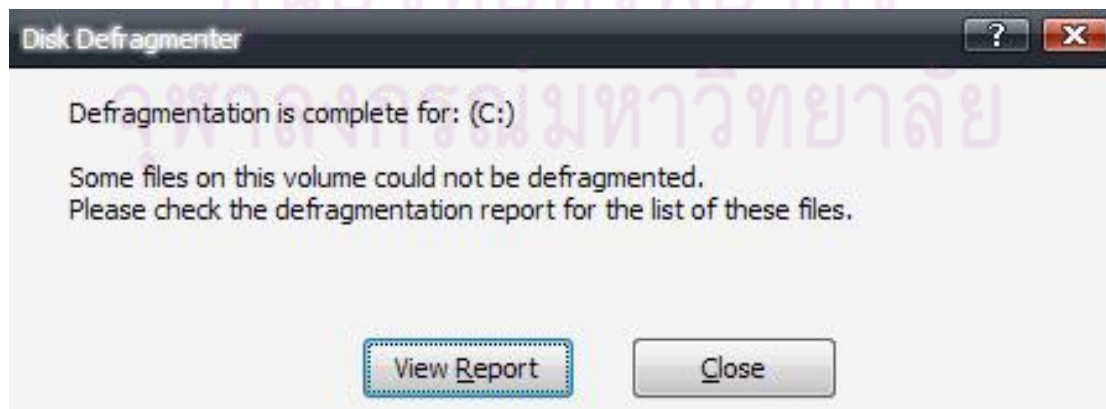 Disk Defragmenter
?
X
Defragmentation is complete for: (C:)
จุฬาลงกรณ์มหาวิทยาลัย
Some files on this volume could not be defragmented.
Please check the defragmentation report for the list of these files.
View Report
Close